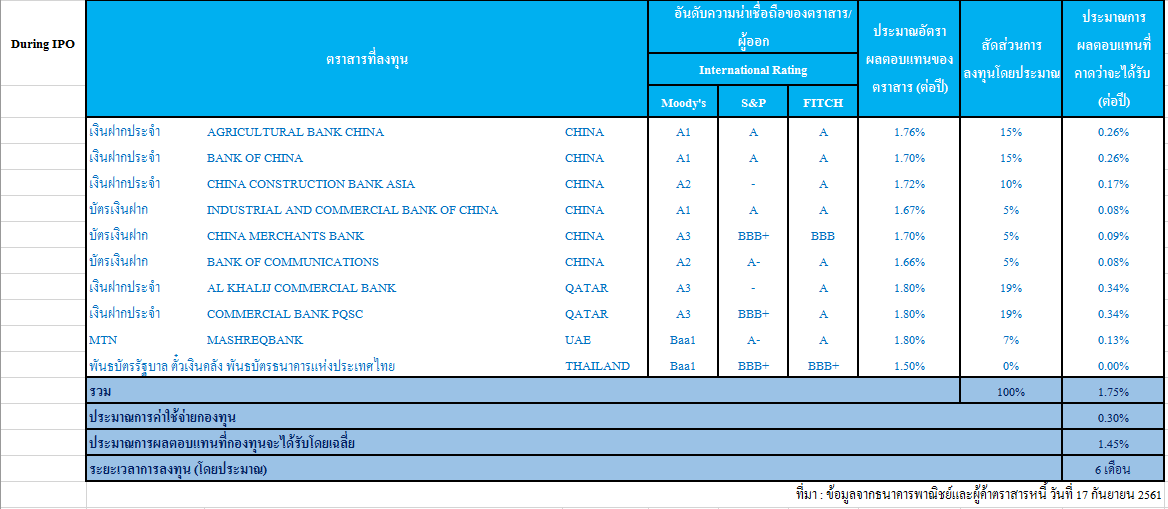 During IPO
ตราสารที่ลงทุน
อันดับความน่าเชื่อถือของตราสาร/
ผู้ออก
International Rating
Moody's S&P FITCH
ประมาณอัตรา
ผลตอบแทนของ
ตราสาร (ต่อปี)
สัดส่วนการ
ลงทุนโดยประมาณ
ประมาณการ
ผลตอบแทนที่
คาดว่าจะได้รับ
(ต่อปี)
เงินฝากประจำ AGRICULTURAL BANK CHINA CHINA A1 A A 1.76% 15% 0.26%
เงินฝากประจำ BANK OF CHINA CHINA A1 A A 1.70% 15% 0.26%
เงินฝากประจำ CHINA CONSTRUCTION BANK ASIA CHINA A2 - A 1.72% 10% 0.17%
บัตรเงินฝาก INDUSTRIAL AND COMMERCIAL BANK OF CHINA CHINA A1 A A 1.67% 5% 0.08%
บัตรเงินฝาก CHINA MERCHANTS BANK CHINA A3 BBB+ BBB 1.70% 5% 0.09%
บัตรเงินฝาก BANK OF COMMUNICATIONS CHINA A2 A- A 1.66% 5% 0.08%
เงินฝากประจำ AL KHALIJ COMMERCIAL BANK QATAR A3 - A 1.80% 19% 0.34%
เงินฝากประจำ COMMERCIAL BANK PQSC QATAR A3 BBB+ A 1.80% 19% 0.34%
MTN MASHREQBANK UAE Baa1 A- A 1.80% 7% 0.13%
พันธบัตรรัฐบาล ตั๋วเงินคลัง พันธบัตรธนาคารแห่งประเทศไทย THAILAND Baa1 BBB+ BBB+ 1.50% 0% 0.00%
รวม 100% 1.75%
ประมาณการค่าใช้จ่ายกองทุน 0.30%
ประมาณการผลตอบแทนที่กองทุนจะได้รับโดยเฉลี่ย 1.45%
ระยะเวลาการลงทุน (โดยประมาณ) 6 เดือน
ที่มา : ข้อมูลจากธนาคารพาณิชย์และผู้ค้าตราสารหนี้ วันที่ 17 กันยายน 2561